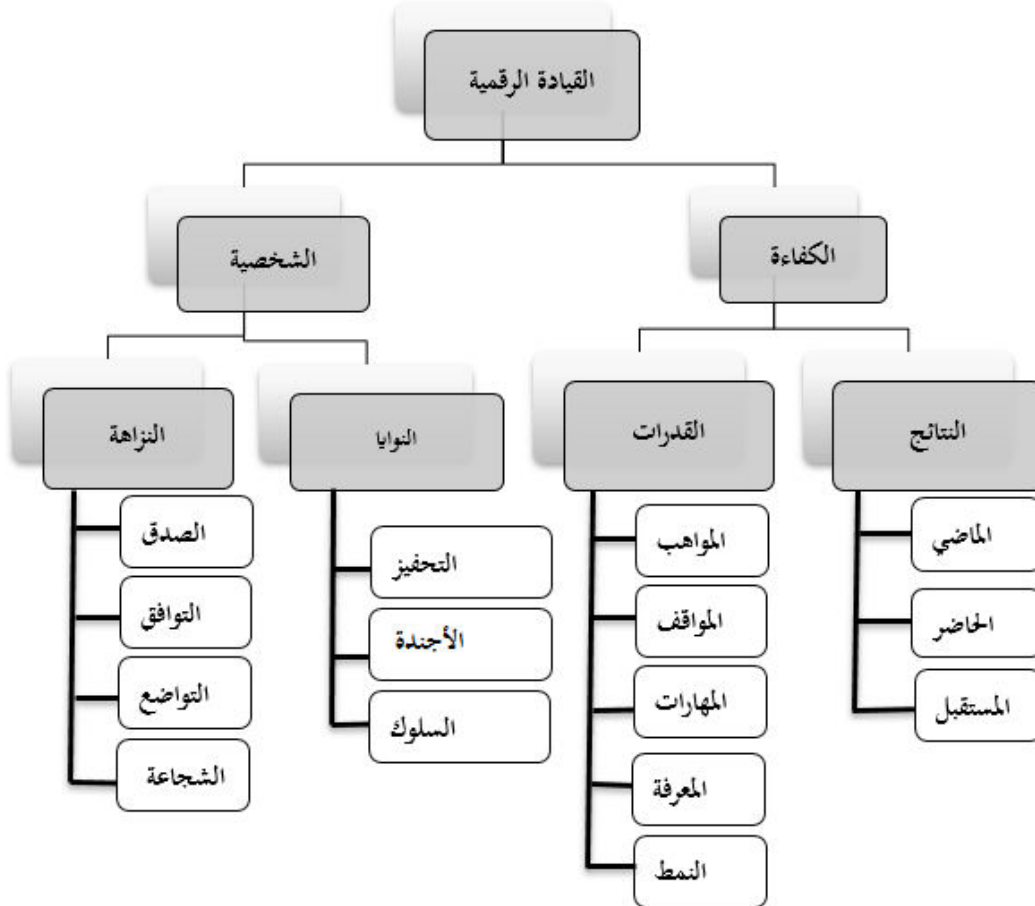 القيادة الرقمية
الكفاءة
الشخصية
النتائج
القدرات
النوايا
النزاهة
الماضي
الحاضر
المستقبل
المواهب
المواقف
المهارات
المعرفة
النمط
التحفيز
الأجندة
السلوك
الصدق
التوافق
التواضع
الشجاعة